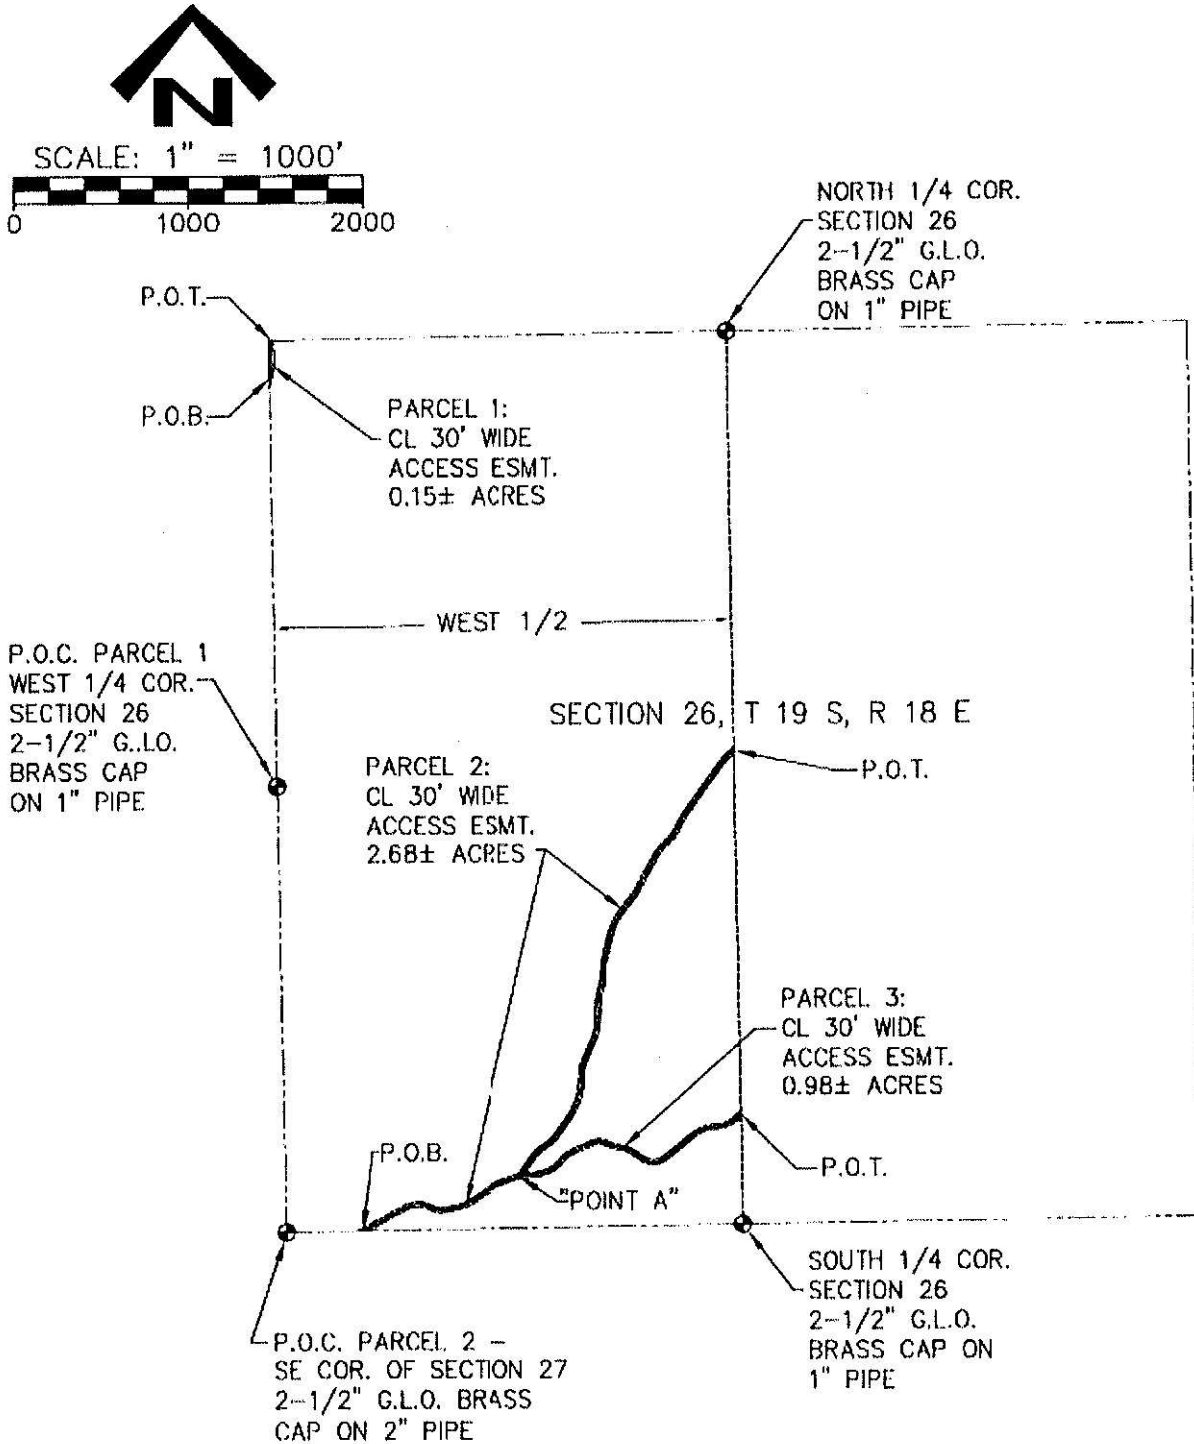 N
SCALE: 1" = 1000'
0 1000 2000
NORTH 1/4 COR.
SECTION 26
2-1/2" G.L.O.
BRASS CAP
ON 1" PIPE
P.O.T.
P.O.B.
PARCEL 1:
CL 30' WIDE
ACCESS ESMT.
0.15± ACRES
WEST 1/2
P.O.C. PARCEL 1
WEST 1/4 COR.
SECTION 26
2-1/2" G..LO.
BRASS CAP
ON 1" PIPE
SECTION 26, T 19 S, R 18 E
P.O.T.
PARCEL 2:
CL 30' WIDE
ACCESS ESMT.
2.68± ACRES
PARCEL 3:
CL 30' WIDE
ACCESS ESMT.
0.98± ACRES
P.O.B.
"POINT A"
P.O.T.
SOUTH 1/4 COR.
SECTION 26
2-1/2" G.L.O.
BRASS CAP ON
1" PIPE
P.O.C. PARCEL 2 -
SE COR. OF SECTION 27
2-1/2" G.L.O. BRASS
CAP ON 2" PIPE